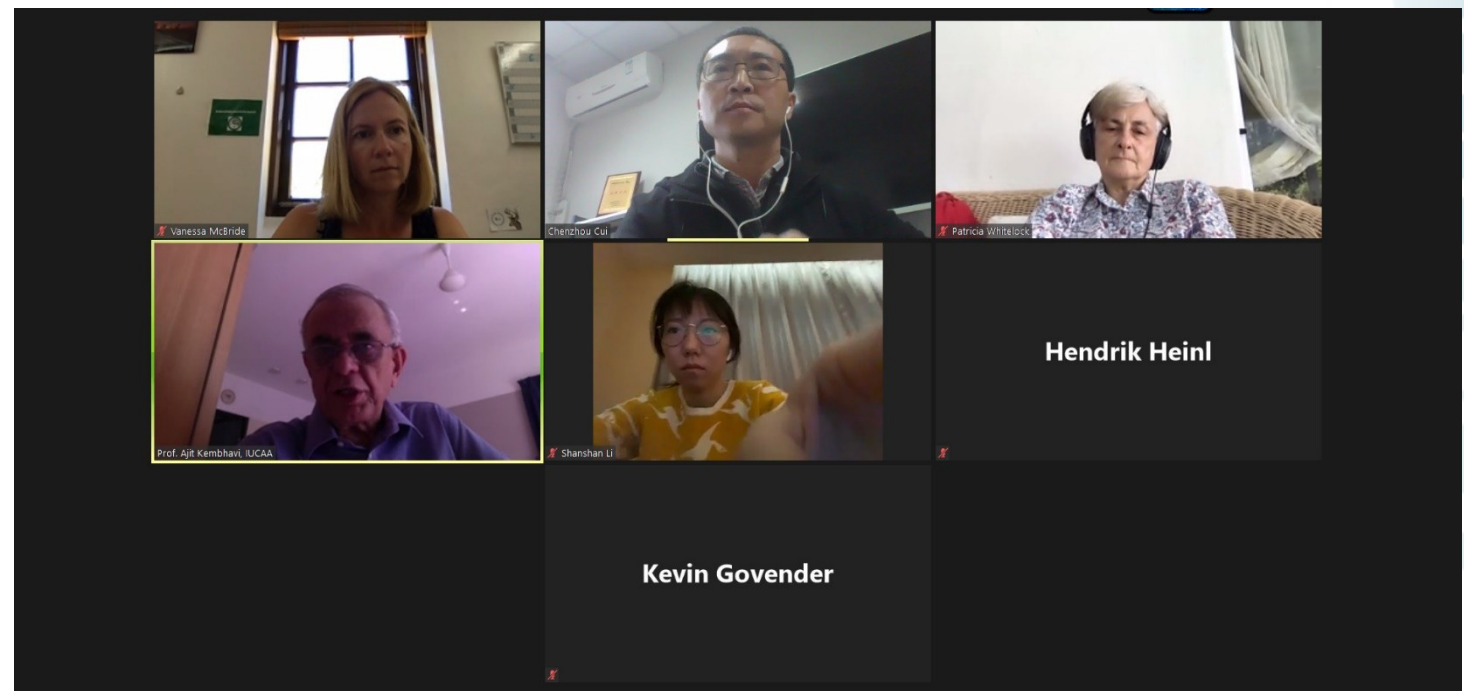 Vanessa McBride
Chenzhou Cui
Patricia Whitelock
Prof. Ajit Kembhavi, IUCAA
Shanshan Li
Hendrik Heinl
Kevin Govender